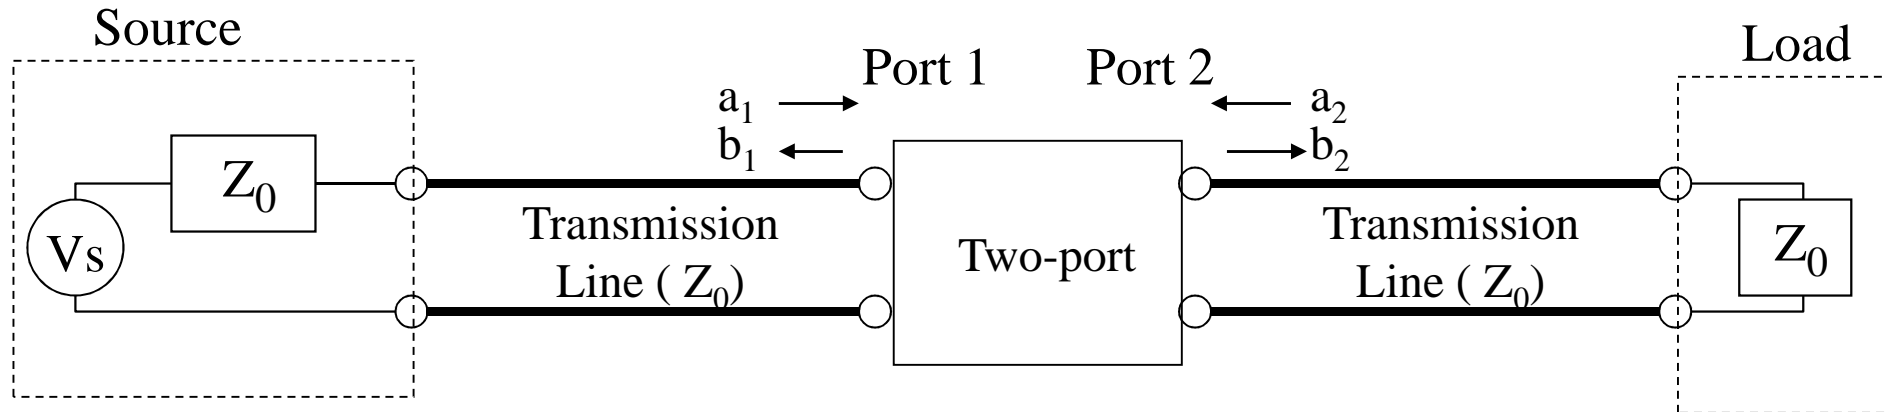 Source
Load
Port 1
Port 2
a₁
a₂
b₁
b₂
Z₀
Vs
Transmission
Line ( Z₀)
Two-port
Transmission
Line ( Z₀)
Z₀